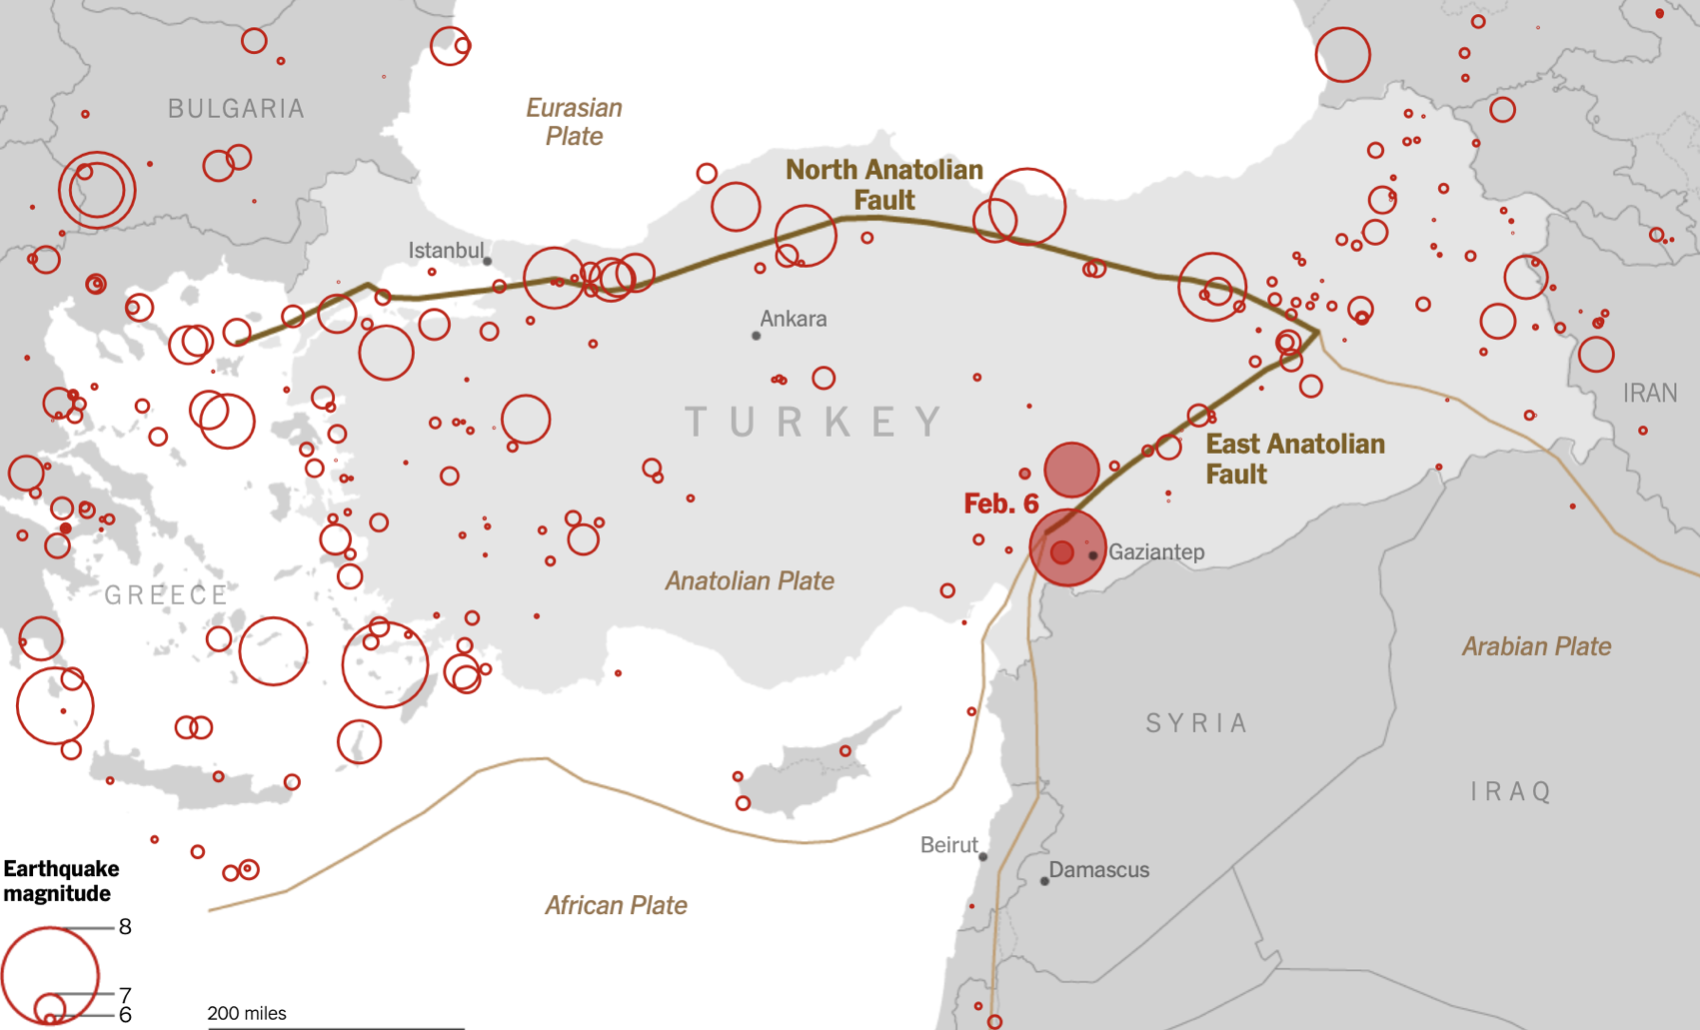 BULGARIA
Eurasian
Plate
North Anatolian
Fault
Istanbul
Ankara
TURKEY
IRAN
East Anatolian
Fault
Feb. 6
Gaziantep
Anatolian Plate
GREECE
Arabian Plate
SYRIA
IRAQ
Beirut
Damascus
African Plate
Earthquake
magnitude
8
7
6
200 miles